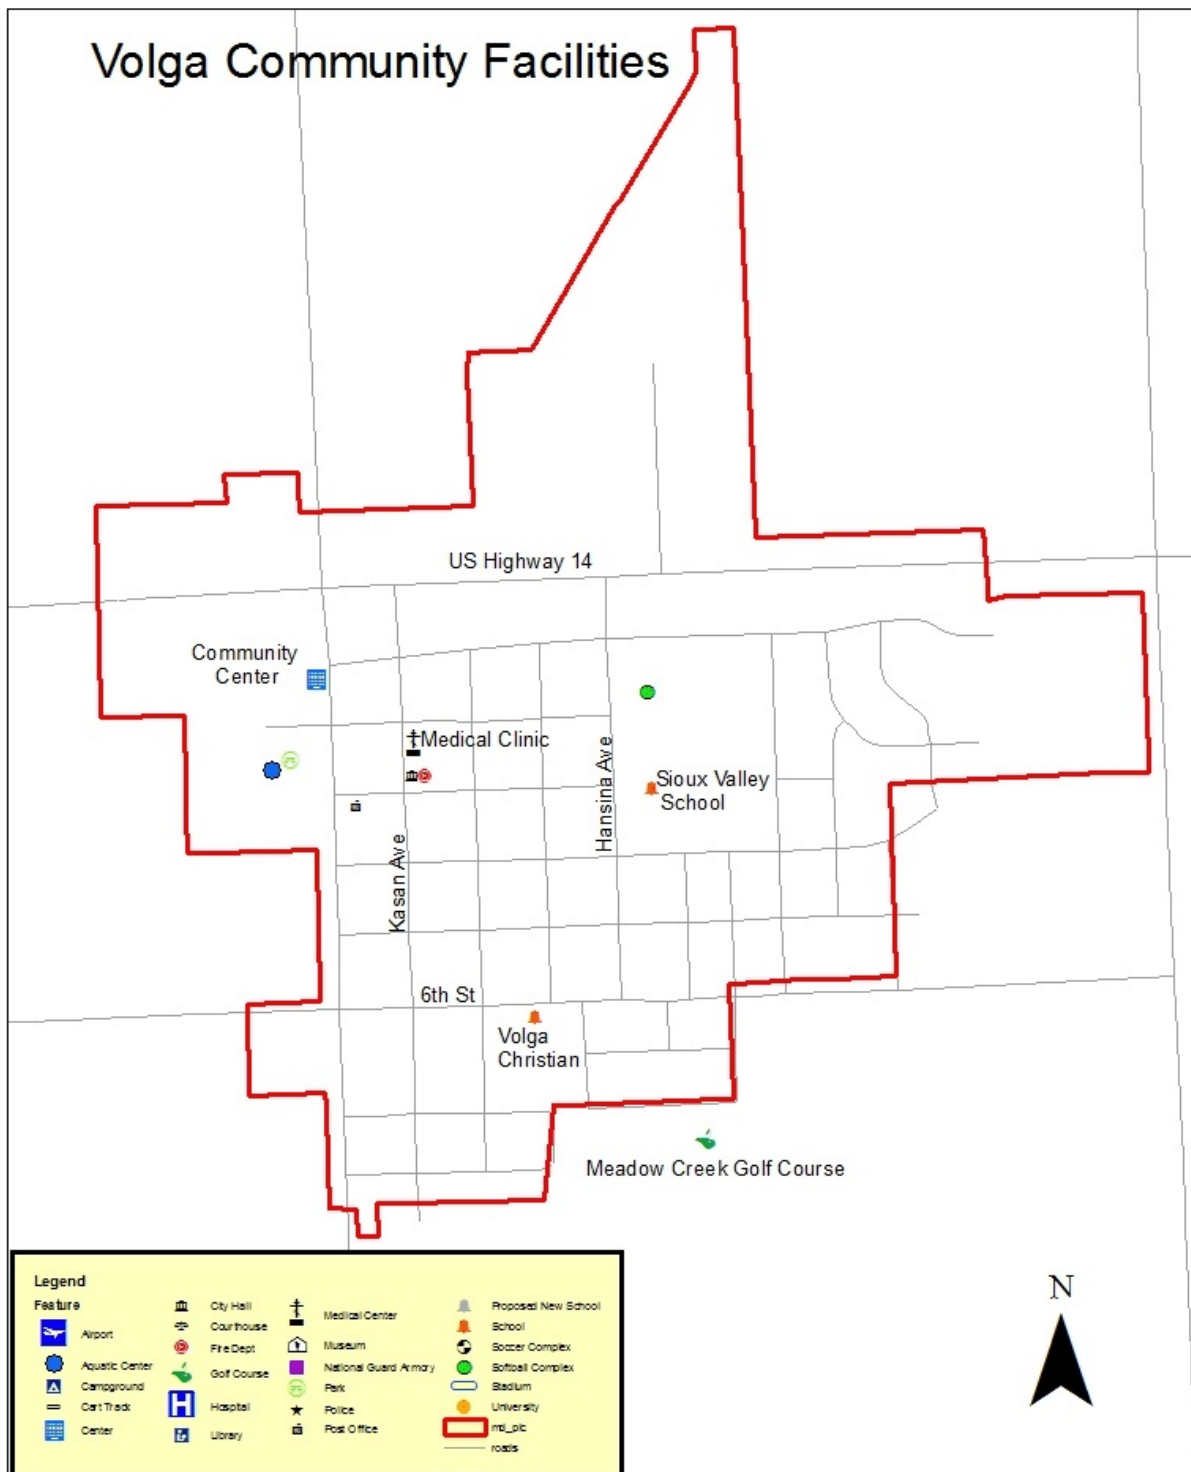 Volga Community Facilities
US Highway 14
Community
Center
Medical Clinic
Hansina Ave
Sioux Valley
School
Kasan Ave
6th St
Volga
Christian
Meadow Creek Golf Course
N
Legend
Feature
Airport
Aquatic Center
Campground
Cart Track
Center
City Hall
Courthouse
Fire Dept
Golf Course
H
Hospital
Library
Medical Center
Museum
National Guard Armory
Park
Police
Post Office
Proposed New School
School
Soccer Complex
Softball Complex
Stadium
University
roads